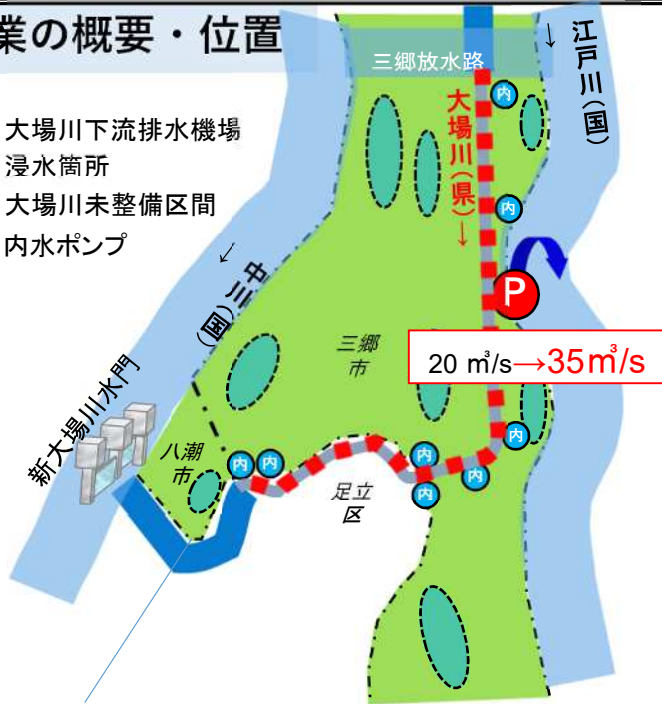 業の概要・位置
三郷放水路
江戸川(国)
↓
大場川(県)
↓
大場川下流排水機場
浸水箇所
大場川未整備区間
内水ポンプ
内
内
P
中川(国)
↓
三郷
市
20 ㎥/s→35㎥/s
新大場川水門
八潮
市
内
内
内
内
内
内
足立
区